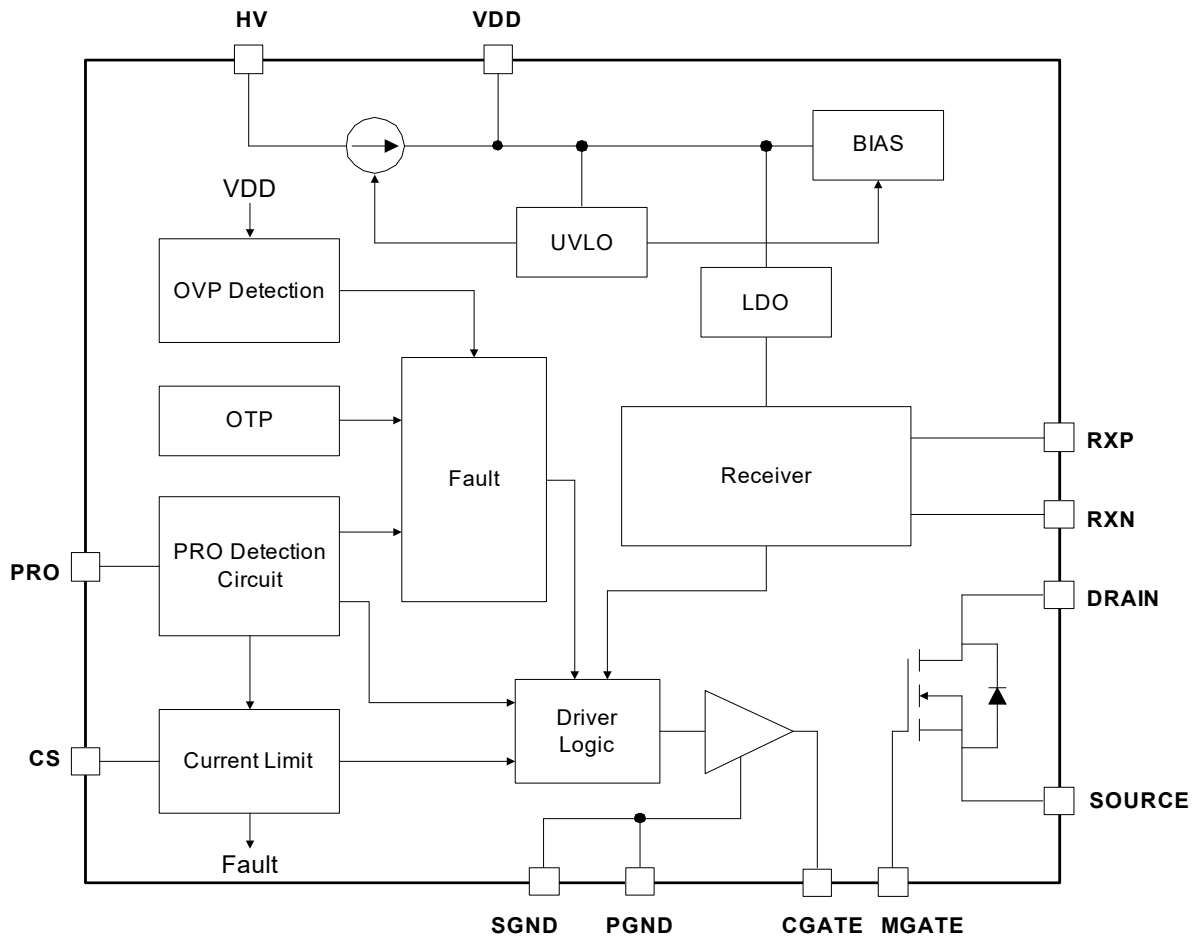 HV
VDD
BIAS
VDD
UVLO
OVP Detection
LDO
OTP
Fault
Receiver
RXP
RXN
PRO
PRO Detection
Circuit
DRAIN
Driver
Logic
CS
Current Limit
SOURCE
Fault
SGND
PGND
CGATE
MGATE